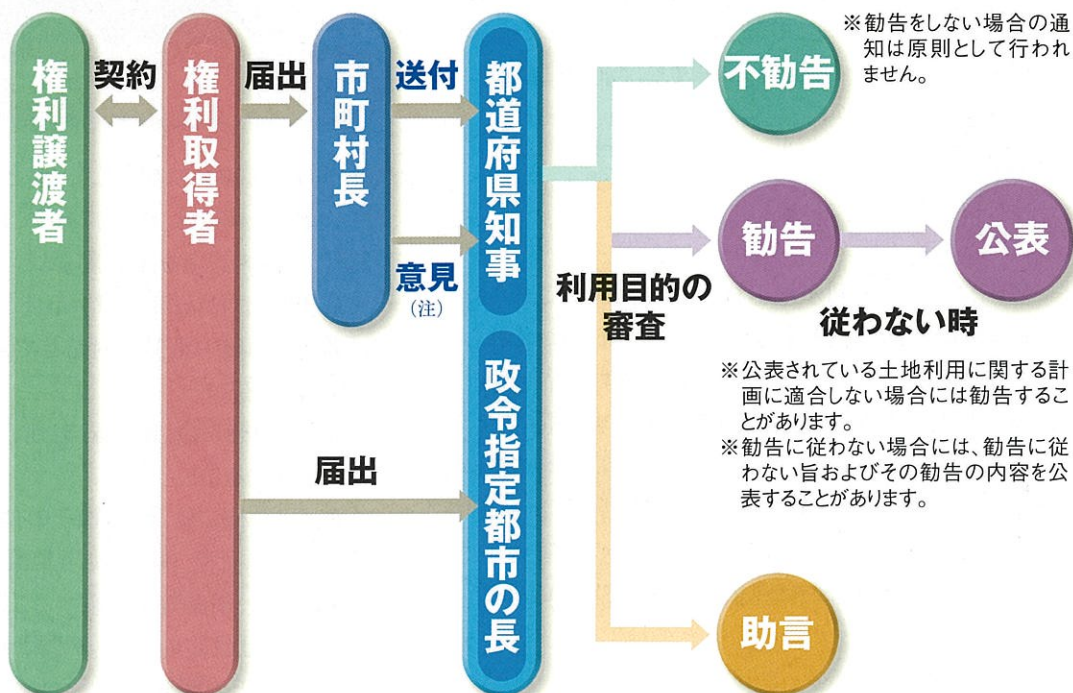 権利譲渡者
契約
権利取得者
届出
市町村長
送付
意見
(注)
都道府県知事
届出
政令指定都市の長
利用目的の
審査
不勧告
※勧告をしない場合の通
知は原則として行われ
ません。
勧告
公表
従わない時
※公表されている土地利用に関する計
画に適合しない場合には勧告するこ
とがあります。
※勧告に従わない場合には、勧告に従
わない旨およびその勧告の内容を公
表することがあります。
助言